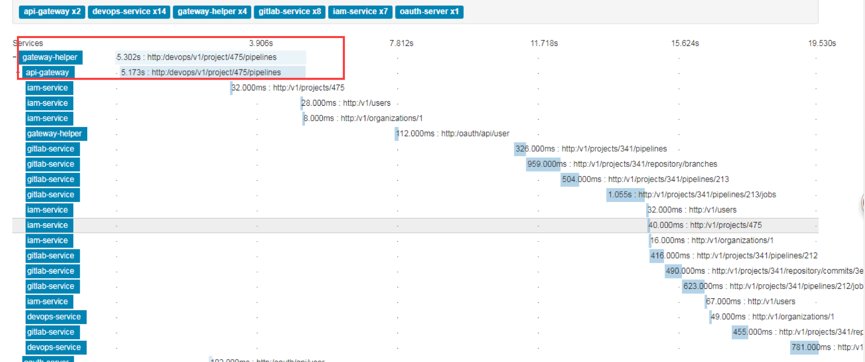 api-gateway x2 devops-service x14 gateway-helper x4 gitlab-service x8 iam-service x7 oauth-server x1
Services 3.906s 7.812s 11.718s 15.624s 19.530s
gateway-helper 5.302s : http:/devops/v1/project/475/pipelines
api-gateway 5.173s : http:/devops/v1/project/475/pipelines
iam-service 32.000ms : http:/v1/projects/475
iam-service 28.000ms : http:/v1/users
iam-service 8.000ms : http:/v1/organizations/1
gateway-helper 112.000ms : http:/oauth/api/user
gitlab-service 326.000ms : http:/v1/projects/341/pipelines
gitlab-service 959.000ms : http:/v1/projects/341/repository/branches
gitlab-service 504.000ms : http:/v1/projects/341/pipelines/213
gitlab-service 1.055s : http:/v1/projects/341/pipelines/213/jobs
iam-service 32.000ms : http:/v1/users
iam-service 40.000ms : http:/v1/projects/475
iam-service 16.000ms : http:/v1/organizations/1
gitlab-service 416.000ms : http:/v1/projects/341/pipelines/212
gitlab-service 490.000ms : http:/v1/projects/341/repository/commits/3e
gitlab-service 623.000ms : http:/v1/projects/341/pipelines/212/job
iam-service 67.000ms : http:/v1/users
devops-service 49.000ms : http:/v1/organizations/1
gitlab-service 455.000ms : http:/v1/projects/341/rep
devops-service 781.000ms : http:/v1
oauth-server : http:/oauth/api/user